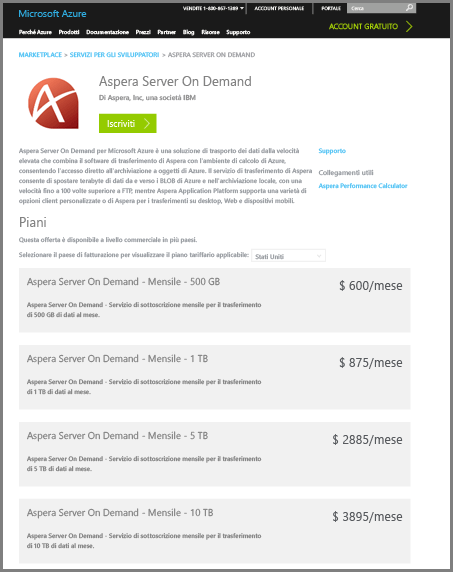 Microsoft Azure
VENDITE 1-800-867-1389 ACCOUNT PERSONALE PORTALE Cerca
ACCOUNT GRATUITO
Perché Azure Prodotti Documentazione Prezzi Partner Blog Risorse Supporto
MARKETPLACE > SERVIZI PER GLI SVILUPPATORI > ASPERA SERVER ON DEMAND
Aspera Server On Demand
Di Aspera, Inc, una società IBM
Iscriviti
Aspera Server On Demand per Microsoft Azure è una soluzione di trasporto dei dati dalla velocità
elevata che combina il software di trasferimento di Aspera con l'ambiente di calcolo di Azure,
consentendo l'accesso diretto all'archiviazione a oggetti di Azure. Il servizio di trasferimento di Aspera
consente di spostare terabyte di dati da e verso i BLOB di Azure e nell'archiviazione locale, con una
velocità fino a 100 volte superiore a FTP, mentre Aspera Application Platform supporta una varietà di
opzioni client personalizzate o di Aspera per i trasferimenti su desktop, Web e dispositivi mobili.
Supporto
Collegamenti utili
Aspera Performance Calculator
Piani
Questa offerta è disponibile a livello commerciale in più paesi.
Selezionare il paese di fatturazione per visualizzare il piano tariffario applicabile: Stati Uniti
Aspera Server On Demand - Mensile - 500 GB
$ 600/mese
Aspera Server On Demand - Servizio di sottoscrizione mensile per il trasferimento
di 500 GB di dati al mese.
Aspera Server On Demand - Mensile - 1 TB
$ 875/mese
Aspera Server On Demand - Servizio di sottoscrizione mensile per il trasferimento
di 1 TB di dati al mese.
Aspera Server On Demand - Mensile - 5 TB
$ 2885/mese
Aspera Server On Demand - Servizio di sottoscrizione mensile per il trasferimento
di 5 TB di dati al mese.
Aspera Server On Demand - Mensile - 10 TB
$ 3895/mese
Aspera Server On Demand - Servizio di sottoscrizione mensile per il trasferimento
di 10 TB di dati al mese.